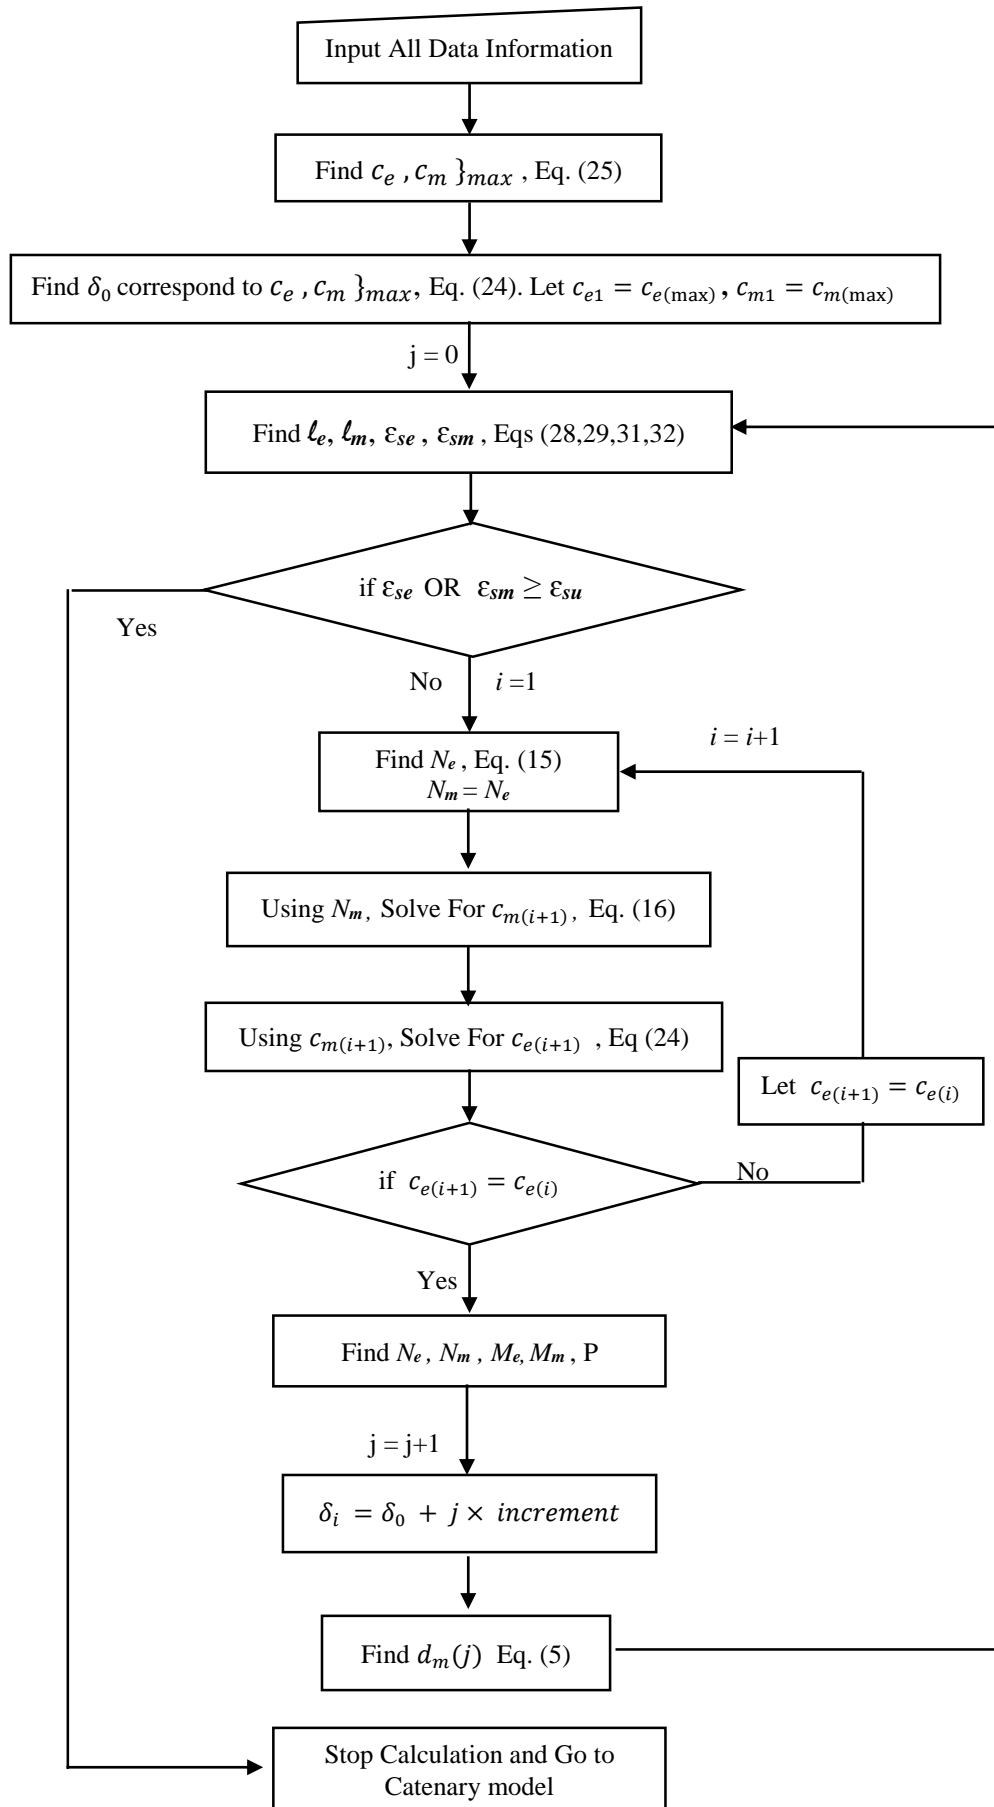 Input All Data Information
Find c_e , c_m }_max , Eq. (25)
Find δ_0 correspond to c_e , c_m }_max, Eq. (24). Let c_e1 = c_e(max) , c_m1 = c_m(max)
j = 0
Find ℓ_e, ℓ_m, ε_se , ε_sm , Eqs (28,29,31,32)
if ε_se OR ε_sm ≥ ε_su
Yes
No i =1
i = i+1
Find N_e , Eq. (15)
N_m = N_e
Using N_m, Solve For c_m(i+1), Eq. (16)
Using c_m(i+1), Solve For c_e(i+1) , Eq (24)
Let c_e(i+1) = c_e(i)
if c_e(i+1) = c_e(i)
No
Yes
Find N_e, N_m , M_e, M_m , P
j = j+1
δ_i = δ_0 + j × increment
Find d_m(j) Eq. (5)
Stop Calculation and Go to
Catenary model